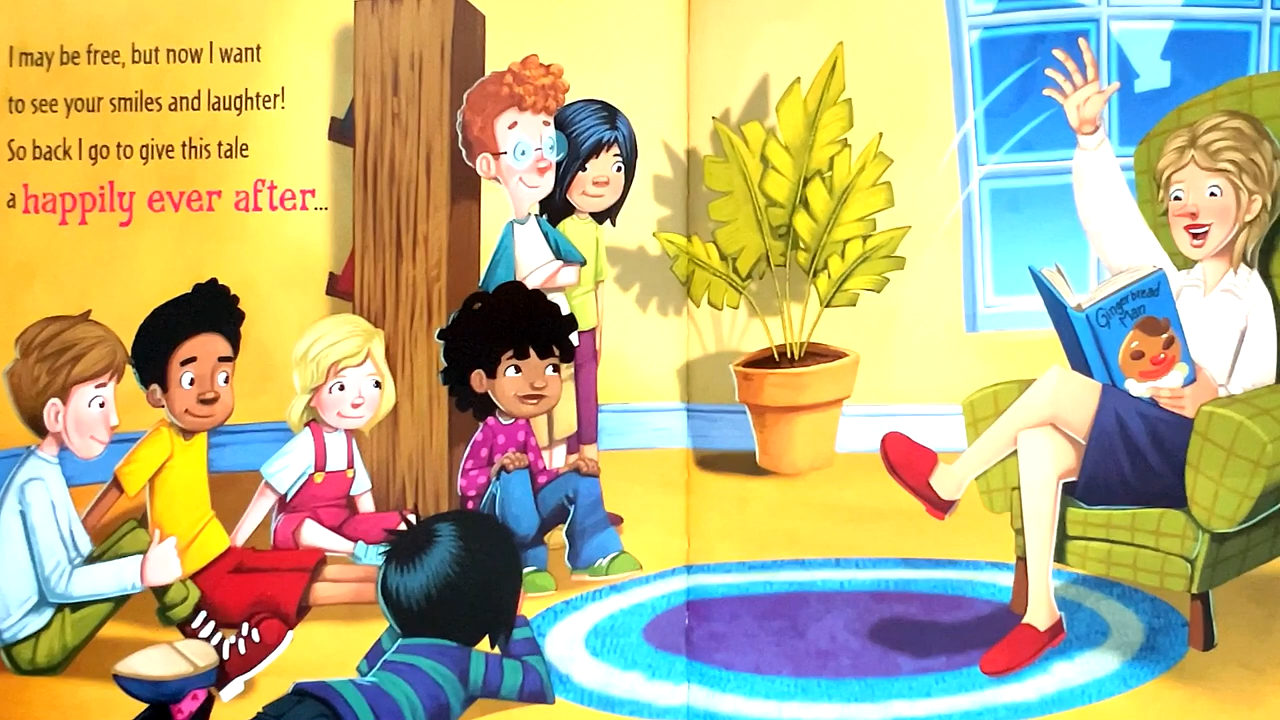 I may be free, but now I want
to see your smiles and laughter!
So back I go to give this tale
a happily ever after...
Gingerbread
Man